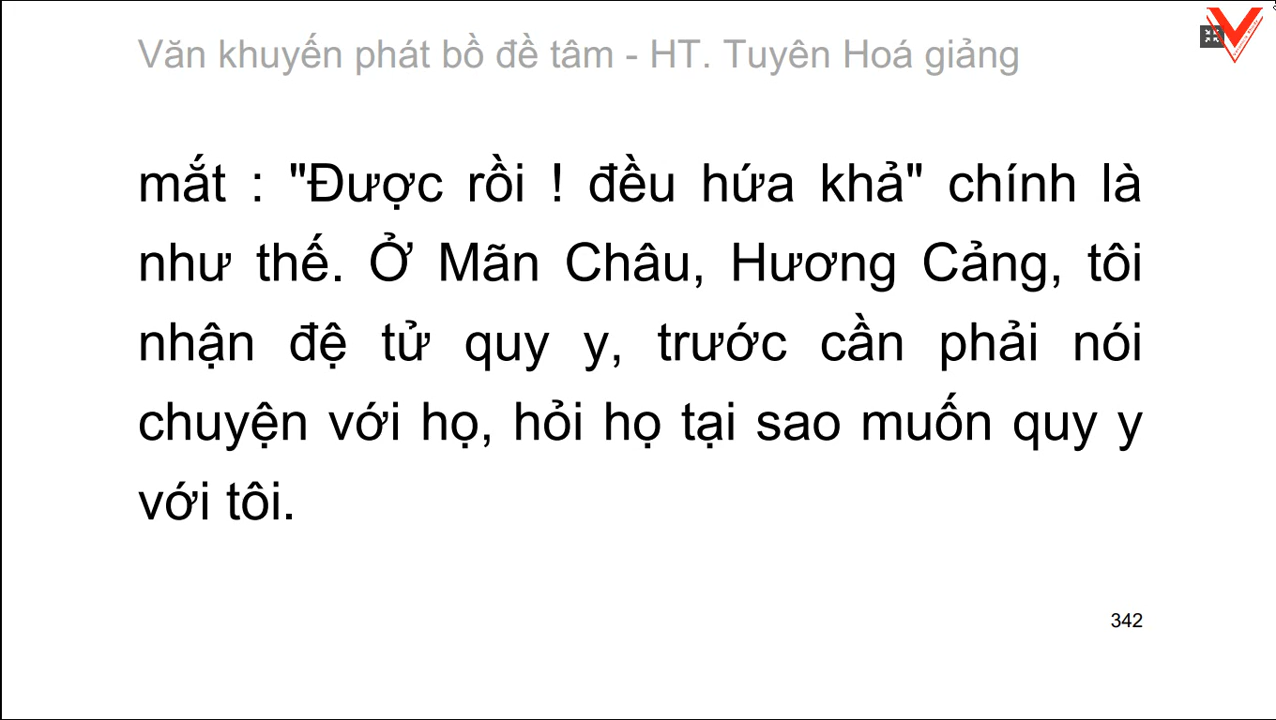 Văn khuyến phát bồ đề tâm - HT. Tuyên Hoá giảng
mắt : "Được rồi ! đều hứa khả" chính là
như thế. Ở Mãn Châu, Hương Cảng, tôi
nhận đệ tử quy y, trước cần phải nói
chuyện với họ, hỏi họ tại sao muốn quy y
với tôi.
342